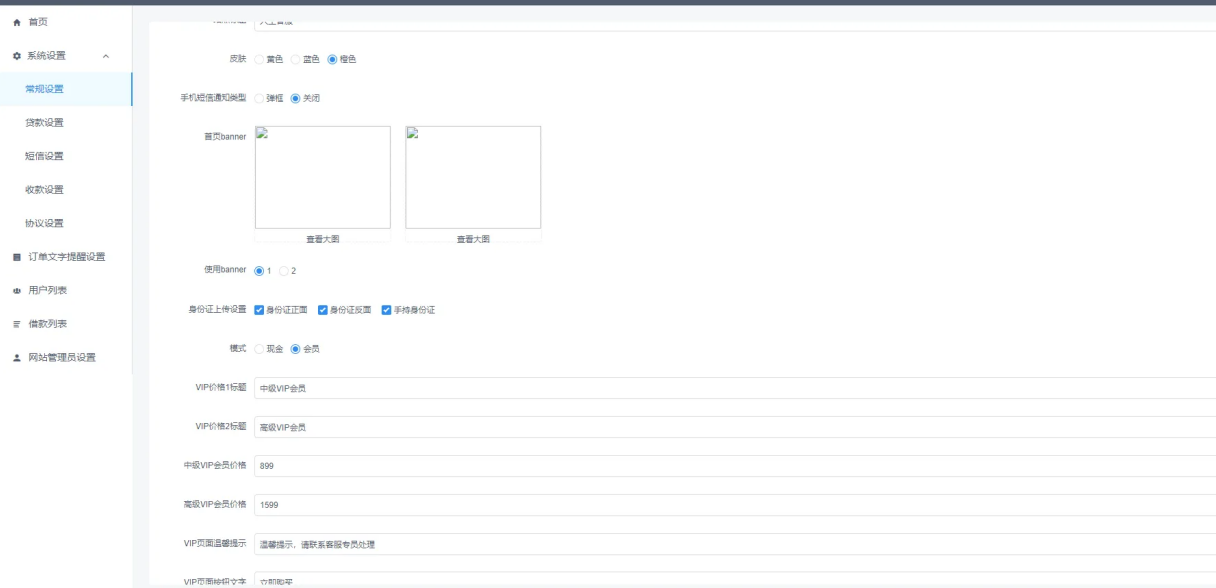 首页
系统设置
常规设置
贷款设置
短信设置
收款设置
协议设置
订单文字提醒设置
用户列表
借款列表
网站管理员设置
皮肤 黄色 蓝色 橙色
手机短信通知类型 弹框 关闭
首页banner
查看大图 查看大图
使用banner 1 2
身份证上传设置 身份证正面 身份证反面 手持身份证
模式 现金 会员
VIP价格1标题 中级VIP会员
VIP价格2标题 高级VIP会员
中级VIP会员价格 899
高级VIP会员价格 1599
VIP页面温馨提示 温馨提示，请联系客服专员处理
VIP页面按钮文字 立即购买